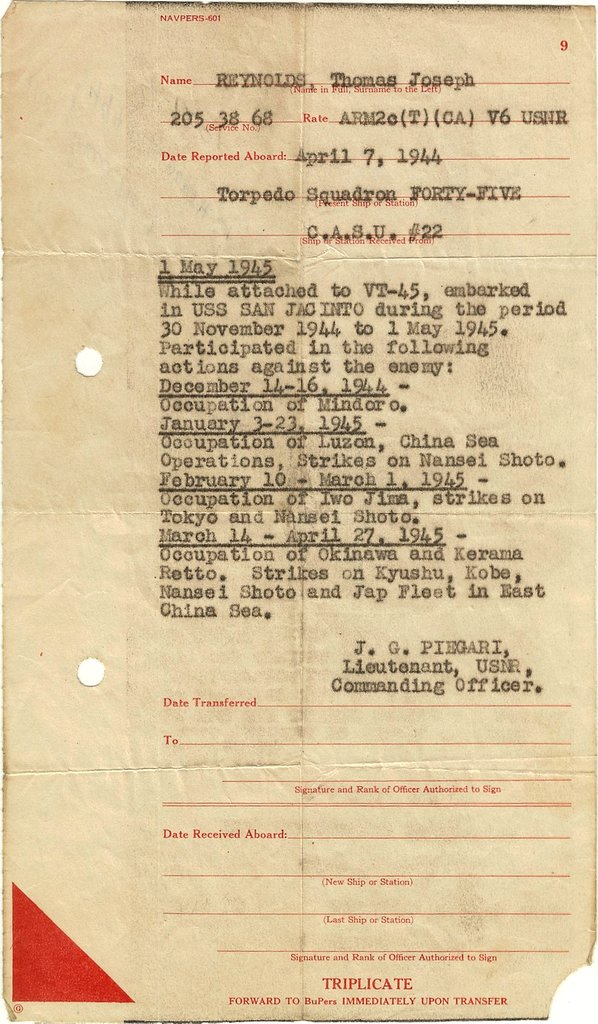 NAVPERS-601
9
Name REYNOLDS, Thomas Joseph
(Name in Full, Surname to the Left)
205 38 68 Rate ARM2c(T)(CA) V6 USNR
(Service No.)
Date Reported Aboard: April 7, 1944
Torpedo Squadron FORTY-FIVE
(Present Ship or Station)
C.A.S.U. #22
(Ship or Station Received From)
1 May 1945
While attached to VT-45, embarked
in USS SAN JACINTO during the period
30 November 1944 to 1 May 1945.
Participated in the following
actions against the enemy:
December 14-16, 1944 -
Occupation of Mindoro.
January 3-23, 1945 -
Occupation of Luzon, China Sea
Operations, Strikes on Nansei Shoto.
February 10 - March 1, 1945 -
Occupation of Iwo Jima, strikes on
Tokyo and Nansei Shoto.
March 14 - April 27, 1945 -
Occupation of Okinawa and Kerama
Retto. Strikes on Kyushu, Kobe,
Nansei Shoto and Jap Fleet in East
China Sea.
J. G. PIEGARI,
Lieutenant, USNR,
Commanding Officer.
Date Transferred
To
Signature and Rank of Officer Authorized to Sign
Date Received Aboard:
(New Ship or Station)
(Last Ship or Station)
Signature and Rank of Officer Authorized to Sign
TRIPLICATE
FORWARD TO BuPers IMMEDIATELY UPON TRANSFER
G